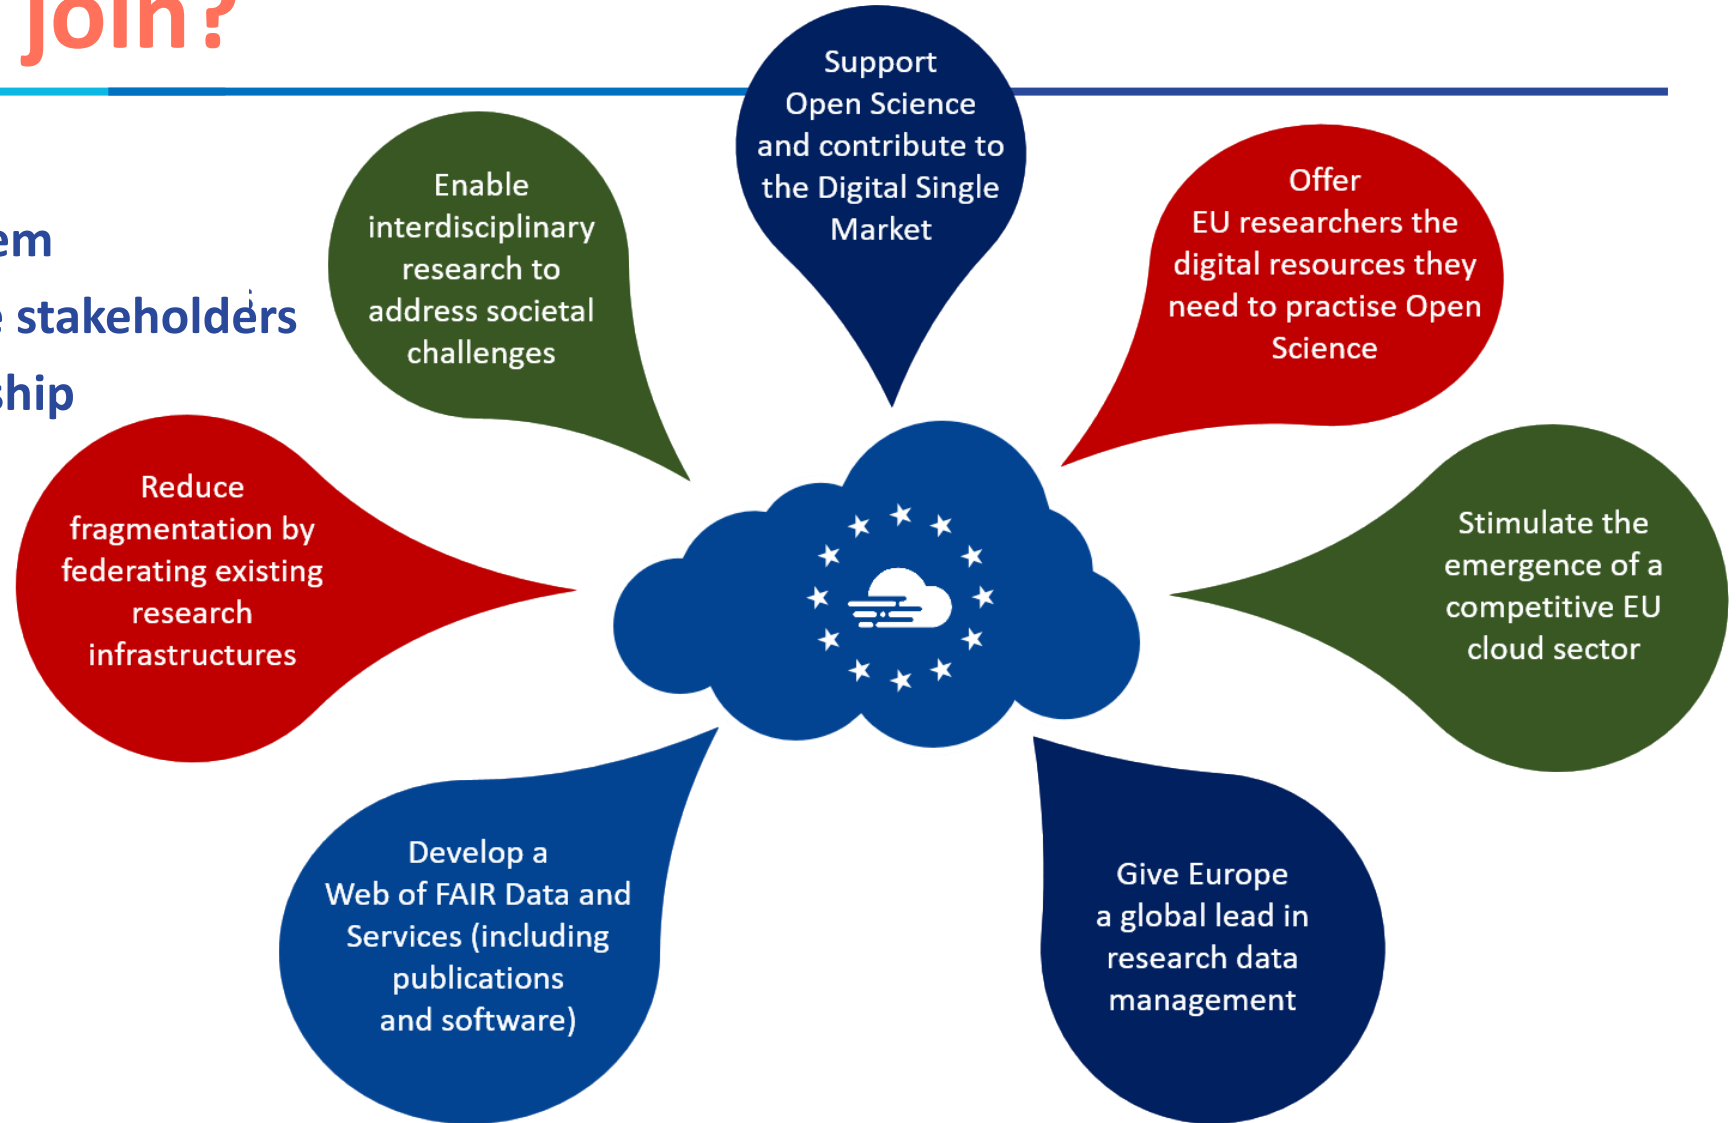 join?
stakeholders
Support
Open Science
and contribute to
the Digital Single
Market
Enable
interdisciplinary
research to
address societal
challenges
Offer
EU researchers the
digital resources they
need to practise Open
Science
Reduce
fragmentation by
federating existing
research
infrastructures
Stimulate the
emergence of a
competitive EU
cloud sector
Develop a
Web of FAIR Data and
Services (including
publications
and software)
Give Europe
a global lead in
research data
management